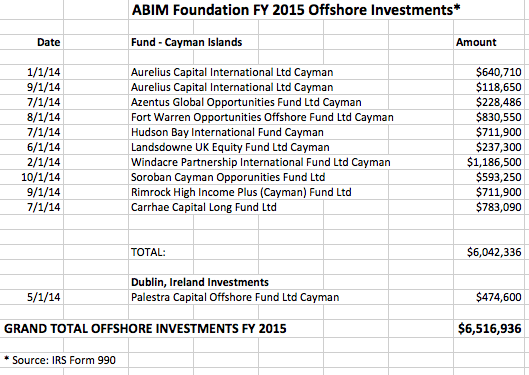 ABIM Foundation FY 2015 Offshore Investments*
Date Fund - Cayman Islands Amount
1/1/14 Aurelius Capital International Ltd Cayman $640,710
9/1/14 Aurelius Capital International Ltd Cayman $118,650
7/1/14 Azentus Global Opportunities Fund Ltd Cayman $228,486
8/1/14 Fort Warren Opportunities Offshore Fund Ltd Cayman $830,550
7/1/14 Hudson Bay International Fund Cayman $711,900
6/1/14 Landsdowne UK Equity Fund Ltd Cayman $237,300
2/1/14 Windacre Partnership International Fund Ltd Cayman $1,186,500
10/1/14 Soroban Cayman Opporunities Fund Ltd $593,250
9/1/14 Rimrock High Income Plus (Cayman) Fund Ltd $711,900
7/1/14 Carrhae Capital Long Fund Ltd $783,090
TOTAL: $6,042,336
Dublin, Ireland Investments
5/1/14 Palestra Capital Offshore Fund Ltd Cayman $474,600
GRAND TOTAL OFFSHORE INVESTMENTS FY 2015 $6,516,936
* Source: IRS Form 990